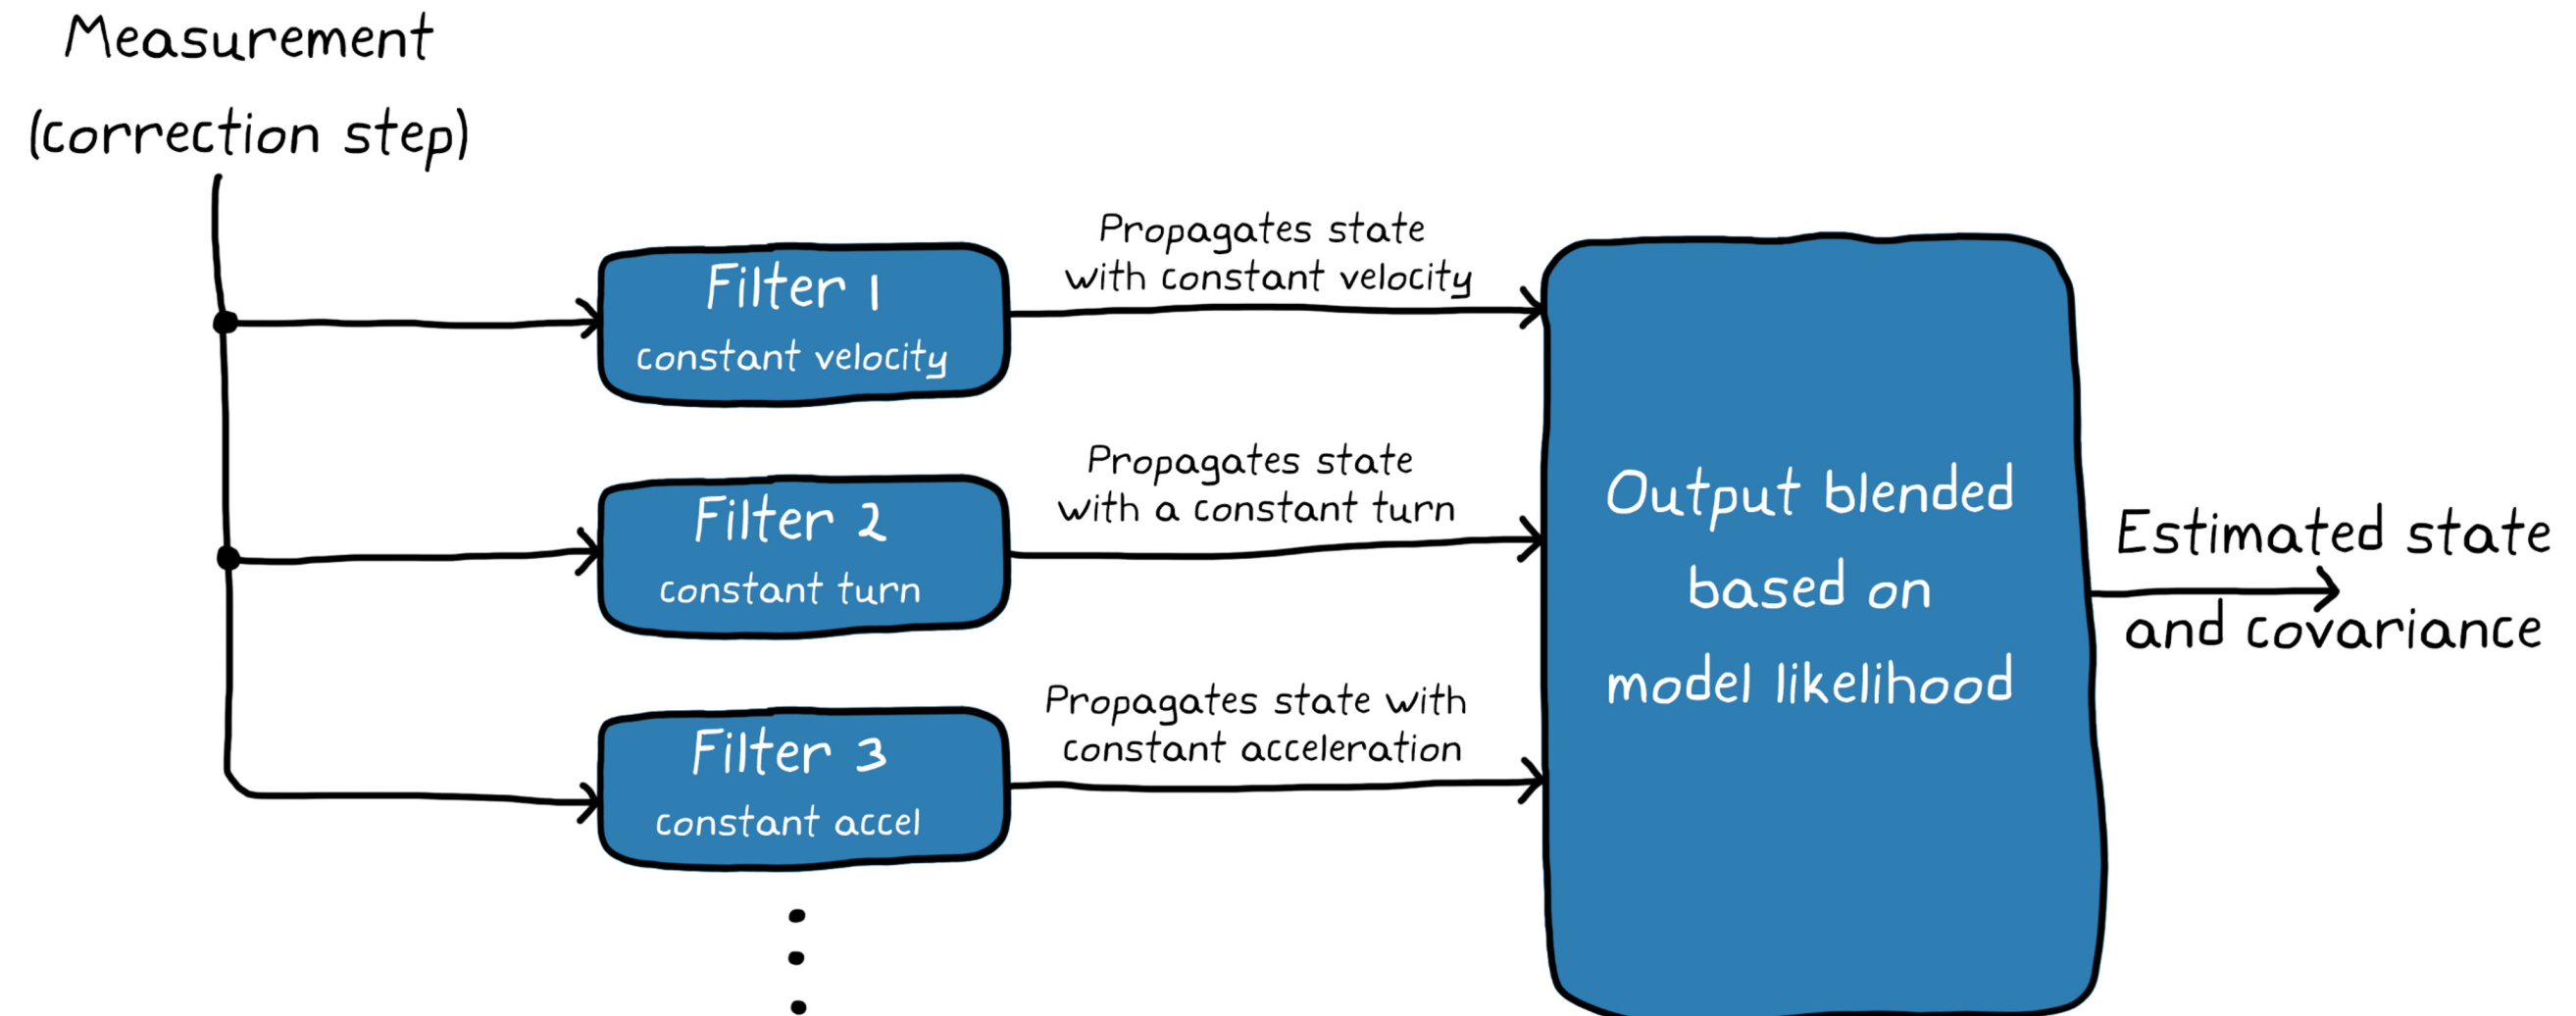 Measurement
(correction step)
Filter 1
constant velocity
Propagates state
with constant velocity
Filter 2
constant turn
Propagates state
with a constant turn
Filter 3
constant accel
Propagates state with
constant acceleration
Output blended
based on
model likelihood
Estimated state
and covariance